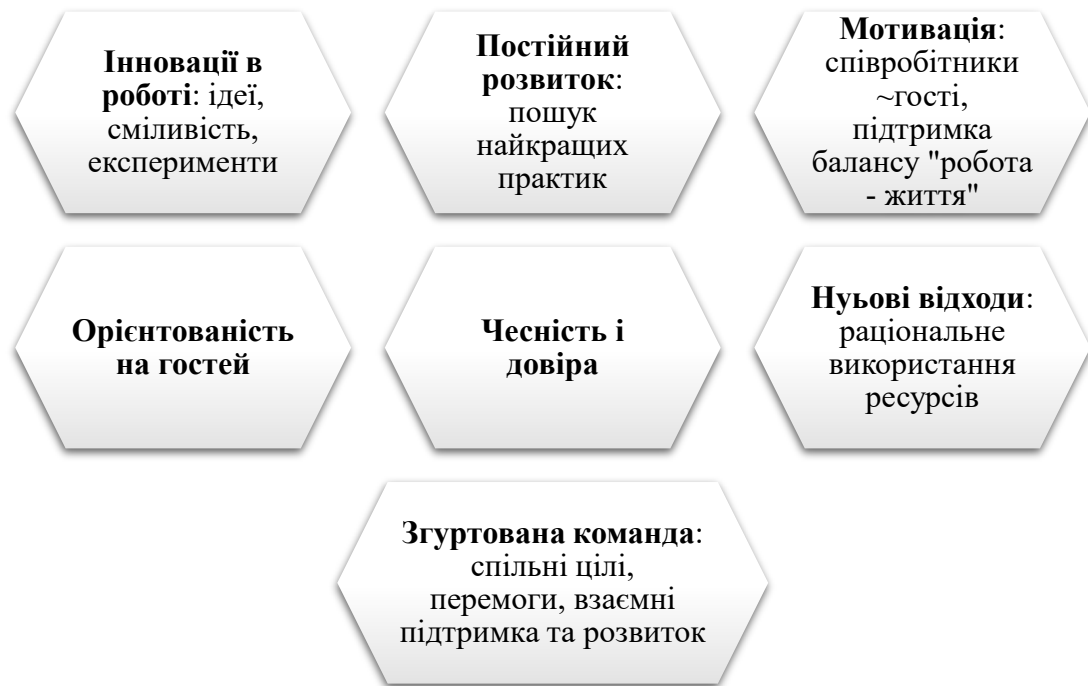 Інновації в
роботі: ідеї,
сміливість,
експерименти
Постійний
розвиток:
пошук
найкращих
практик
Мотивація:
співробітники
~гості,
підтримка
балансу "робота
- життя"
Орієнтованість
на гостей
Чесність і
довіра
Нуьові відходи:
раціональне
використання
ресурсів
Згуртована команда:
спільні цілі,
перемоги, взаємні
підтримка та розвиток